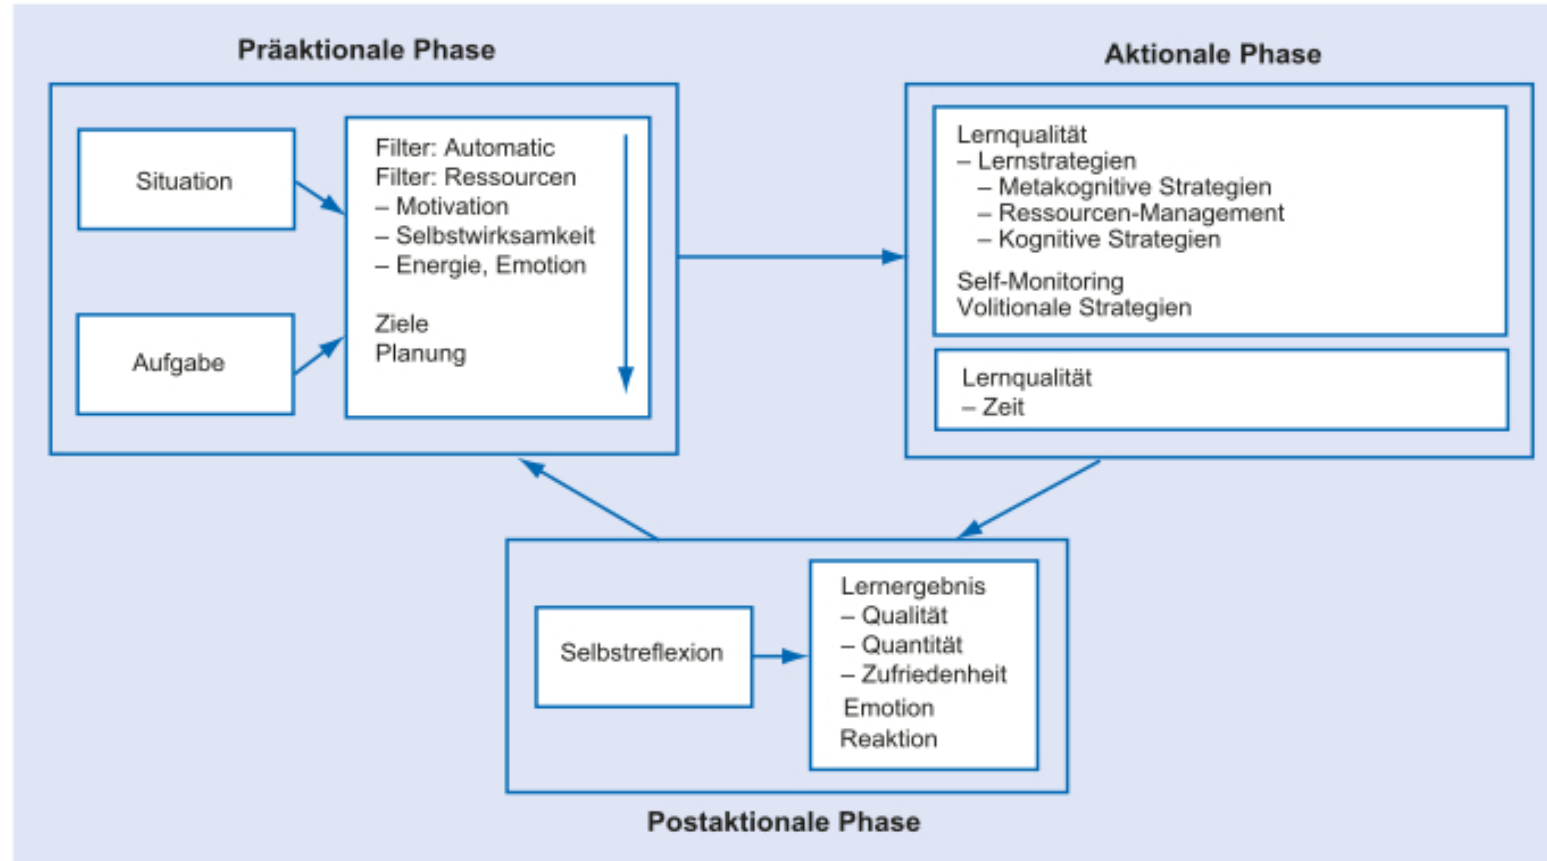 Präaktionale Phase
Situation
Aufgabe
Filter: Automatic
Filter: Ressourcen
– Motivation
– Selbstwirksamkeit
– Energie, Emotion
Ziele
Planung
Aktionale Phase
Lernqualität
– Lernstrategien
– Metakognitive Strategien
– Ressourcen-Management
– Kognitive Strategien
Self-Monitoring
Volitionale Strategien
Lernqualität
– Zeit
Selbstreflexion
Lernergebnis
– Qualität
– Quantität
– Zufriedenheit
Emotion
Reaktion
Postaktionale Phase